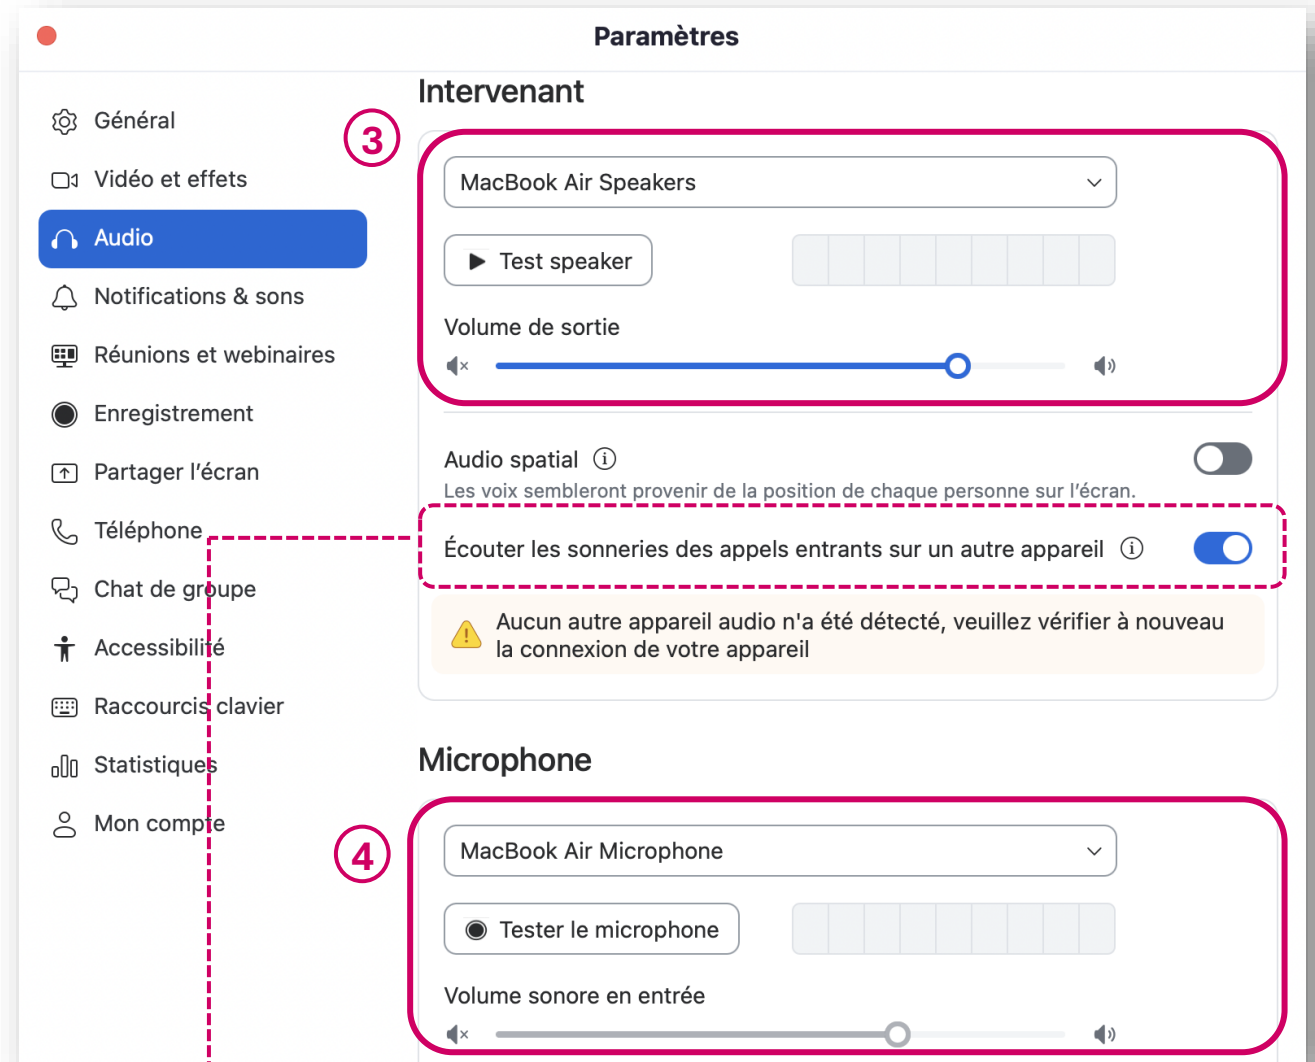 Paramètres
Général
Vidéo et effets
Audio
Notifications & sons
Réunions et webinaires
Enregistrement
Partager l'écran
Téléphone
Chat de groupe
Accessibilité
Raccourcis clavier
Statistiques
Mon compte
Intervenant
3
MacBook Air Speakers
Test speaker
Volume de sortie
Audio spatial
Les voix sembleront provenir de la position de chaque personne sur l'écran.
Écouter les sonneries des appels entrants sur un autre appareil
Aucun autre appareil audio n'a été détecté, veuillez vérifier à nouveau
la connexion de votre appareil
Microphone
4
MacBook Air Microphone
Tester le microphone
Volume sonore en entrée